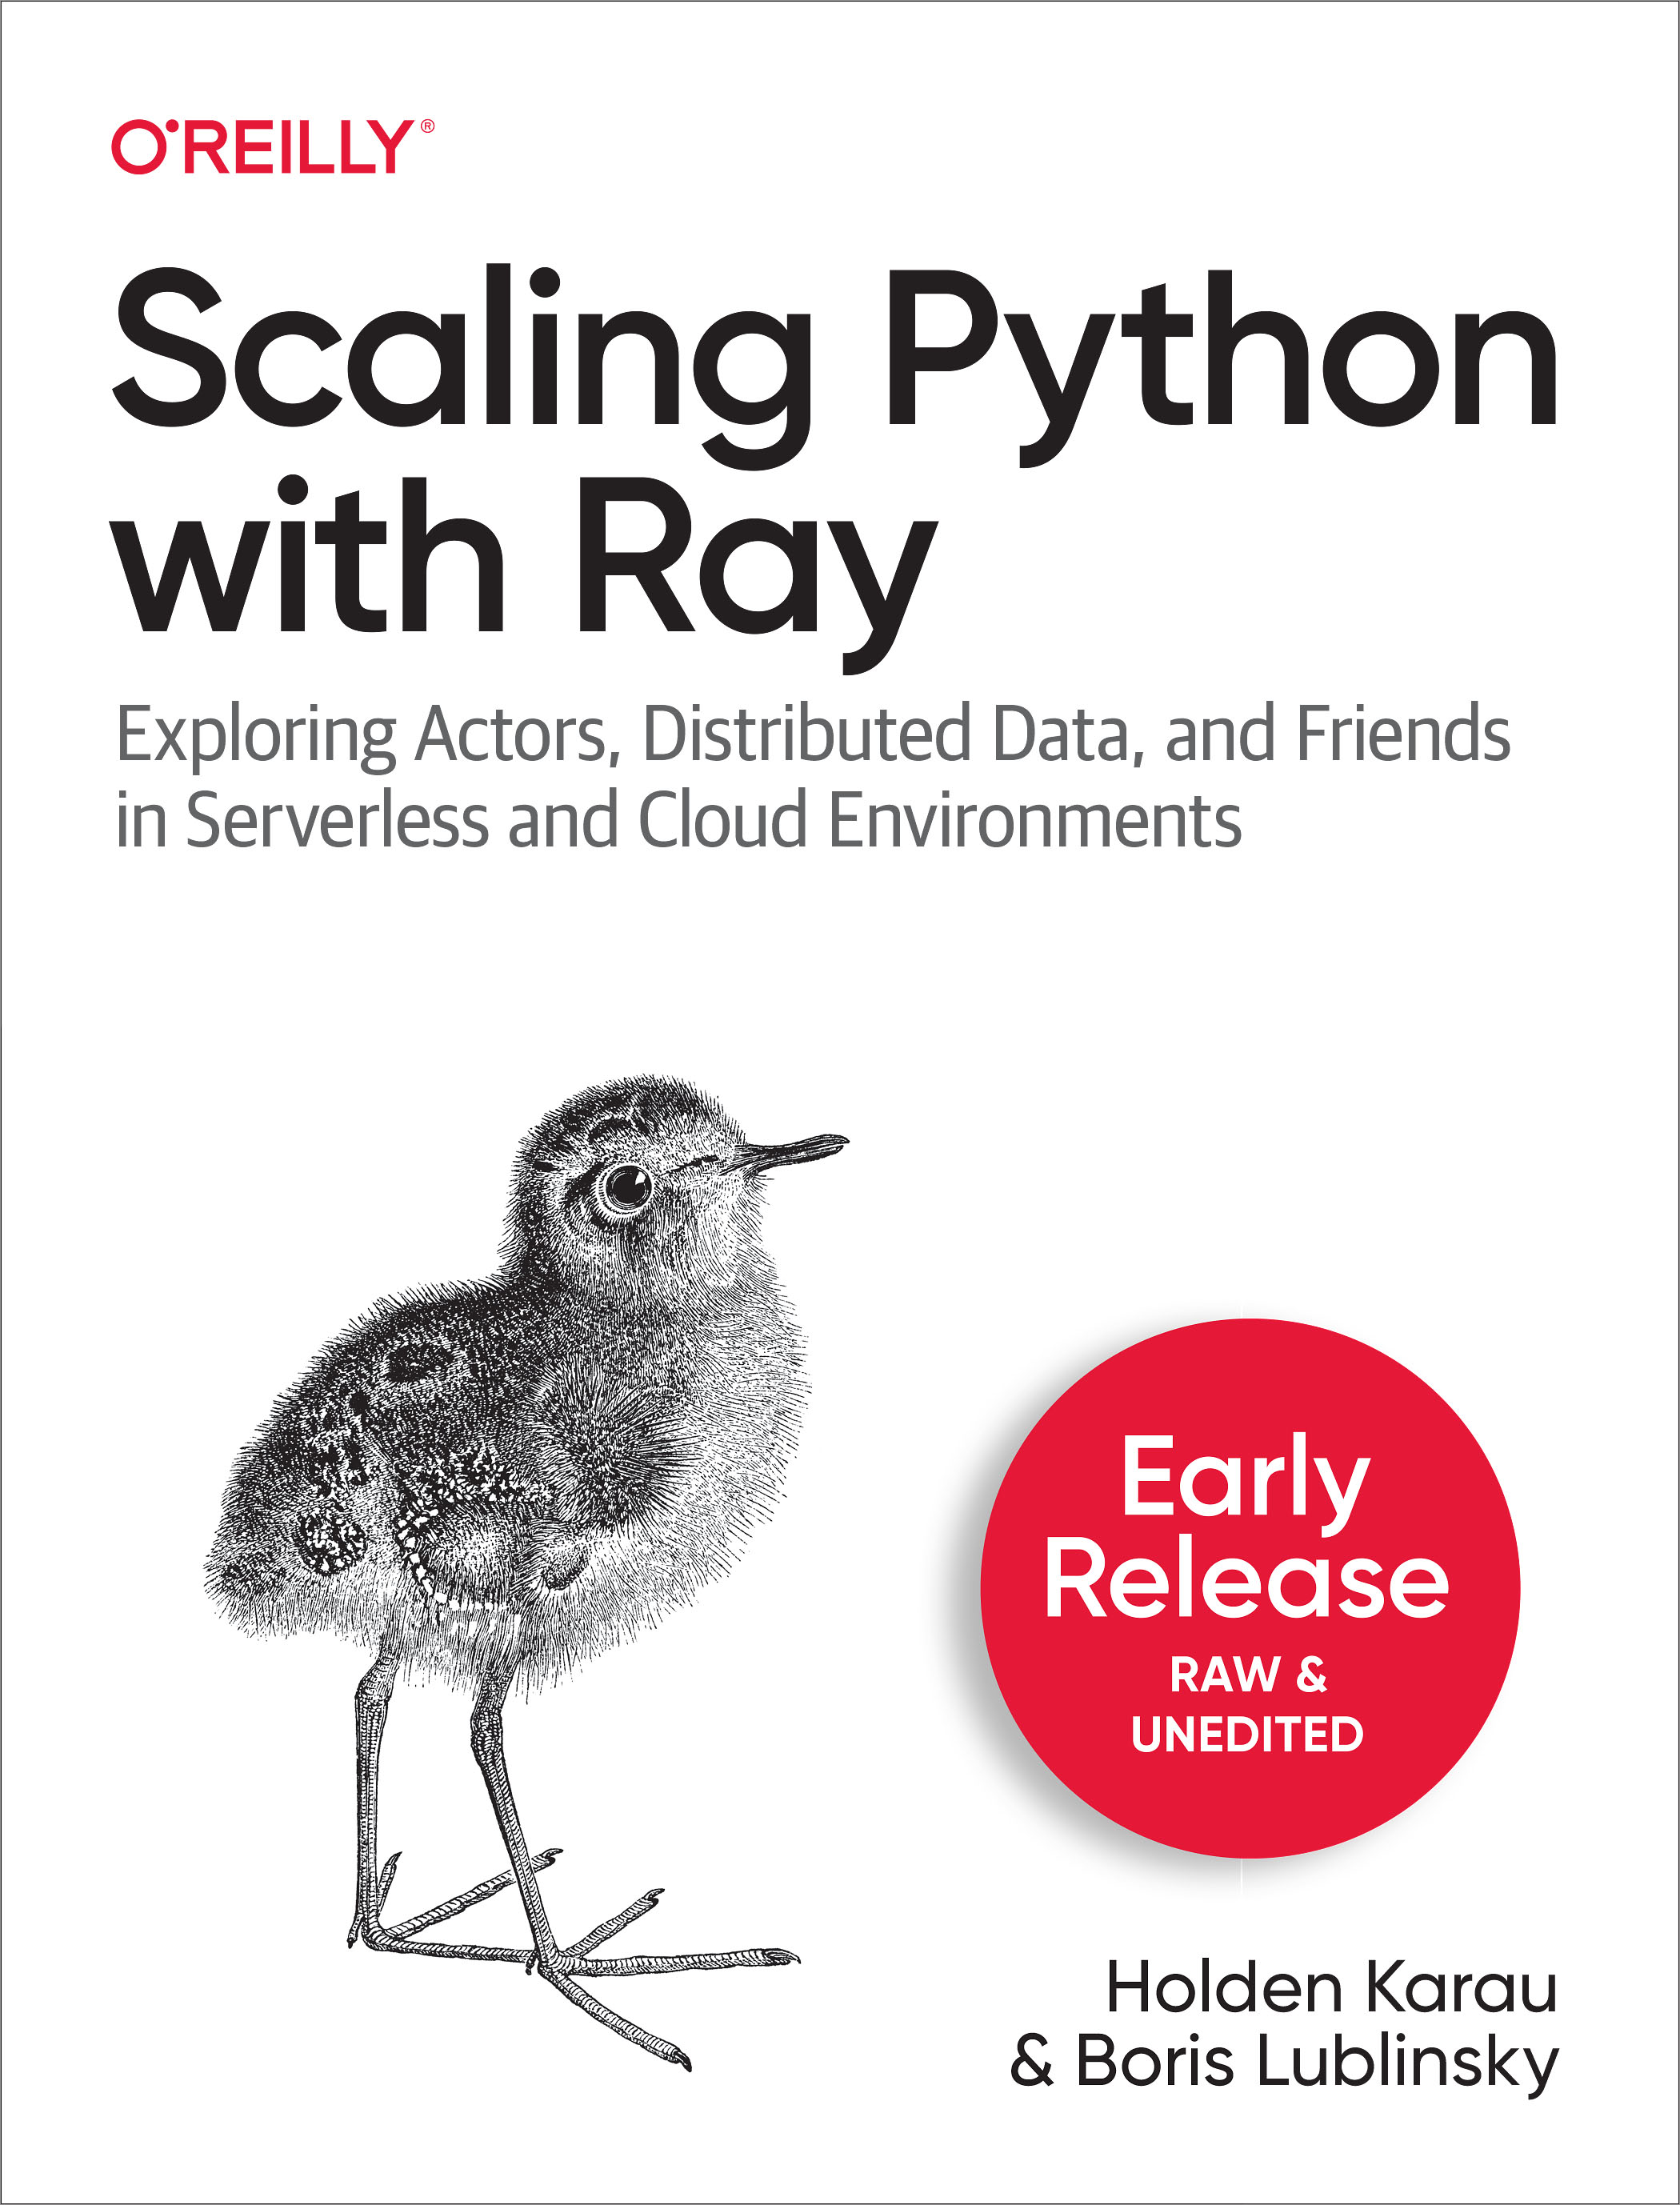 O'REILLY®
Scaling Python
with Ray
Exploring Actors, Distributed Data, and Friends
in Serverless and Cloud Environments
Early
Release
RAW &
UNEDITED
Holden Karau
& Boris Lublinsky